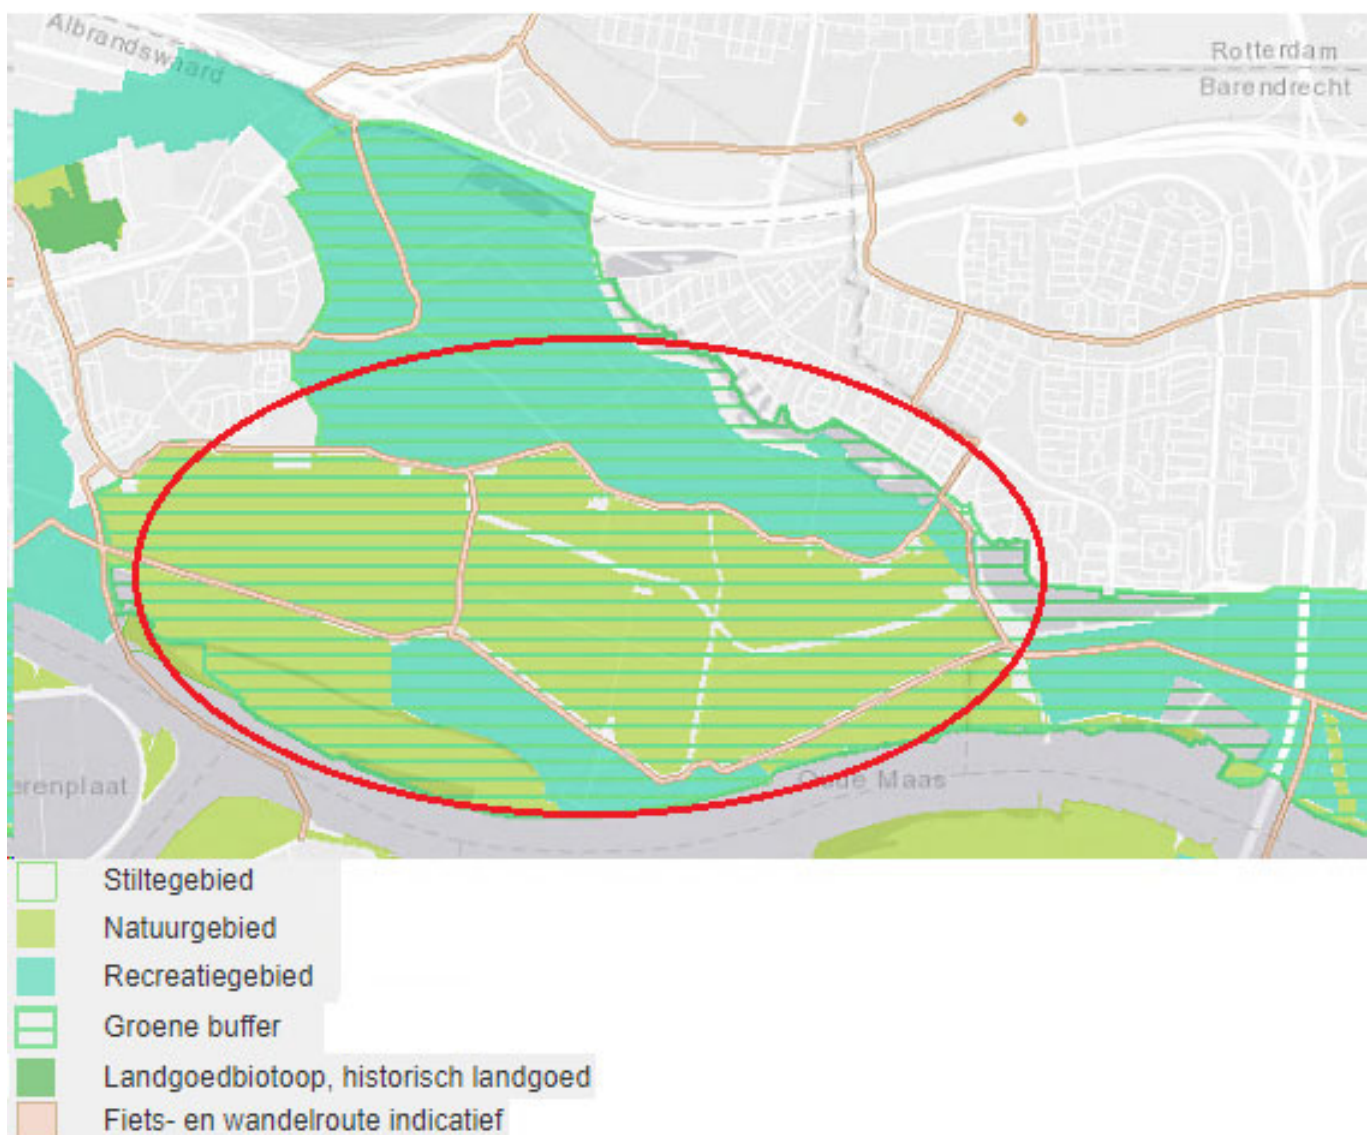 Albrandswaard
Rotterdam
Barendrecht
erenplaat
Oude Maas
Stiltegebied
Natuurgebied
Recreatiegebied
Groene buffer
Landgoedbiotoop, historisch landgoed
Fiets- en wandelroute indicatief